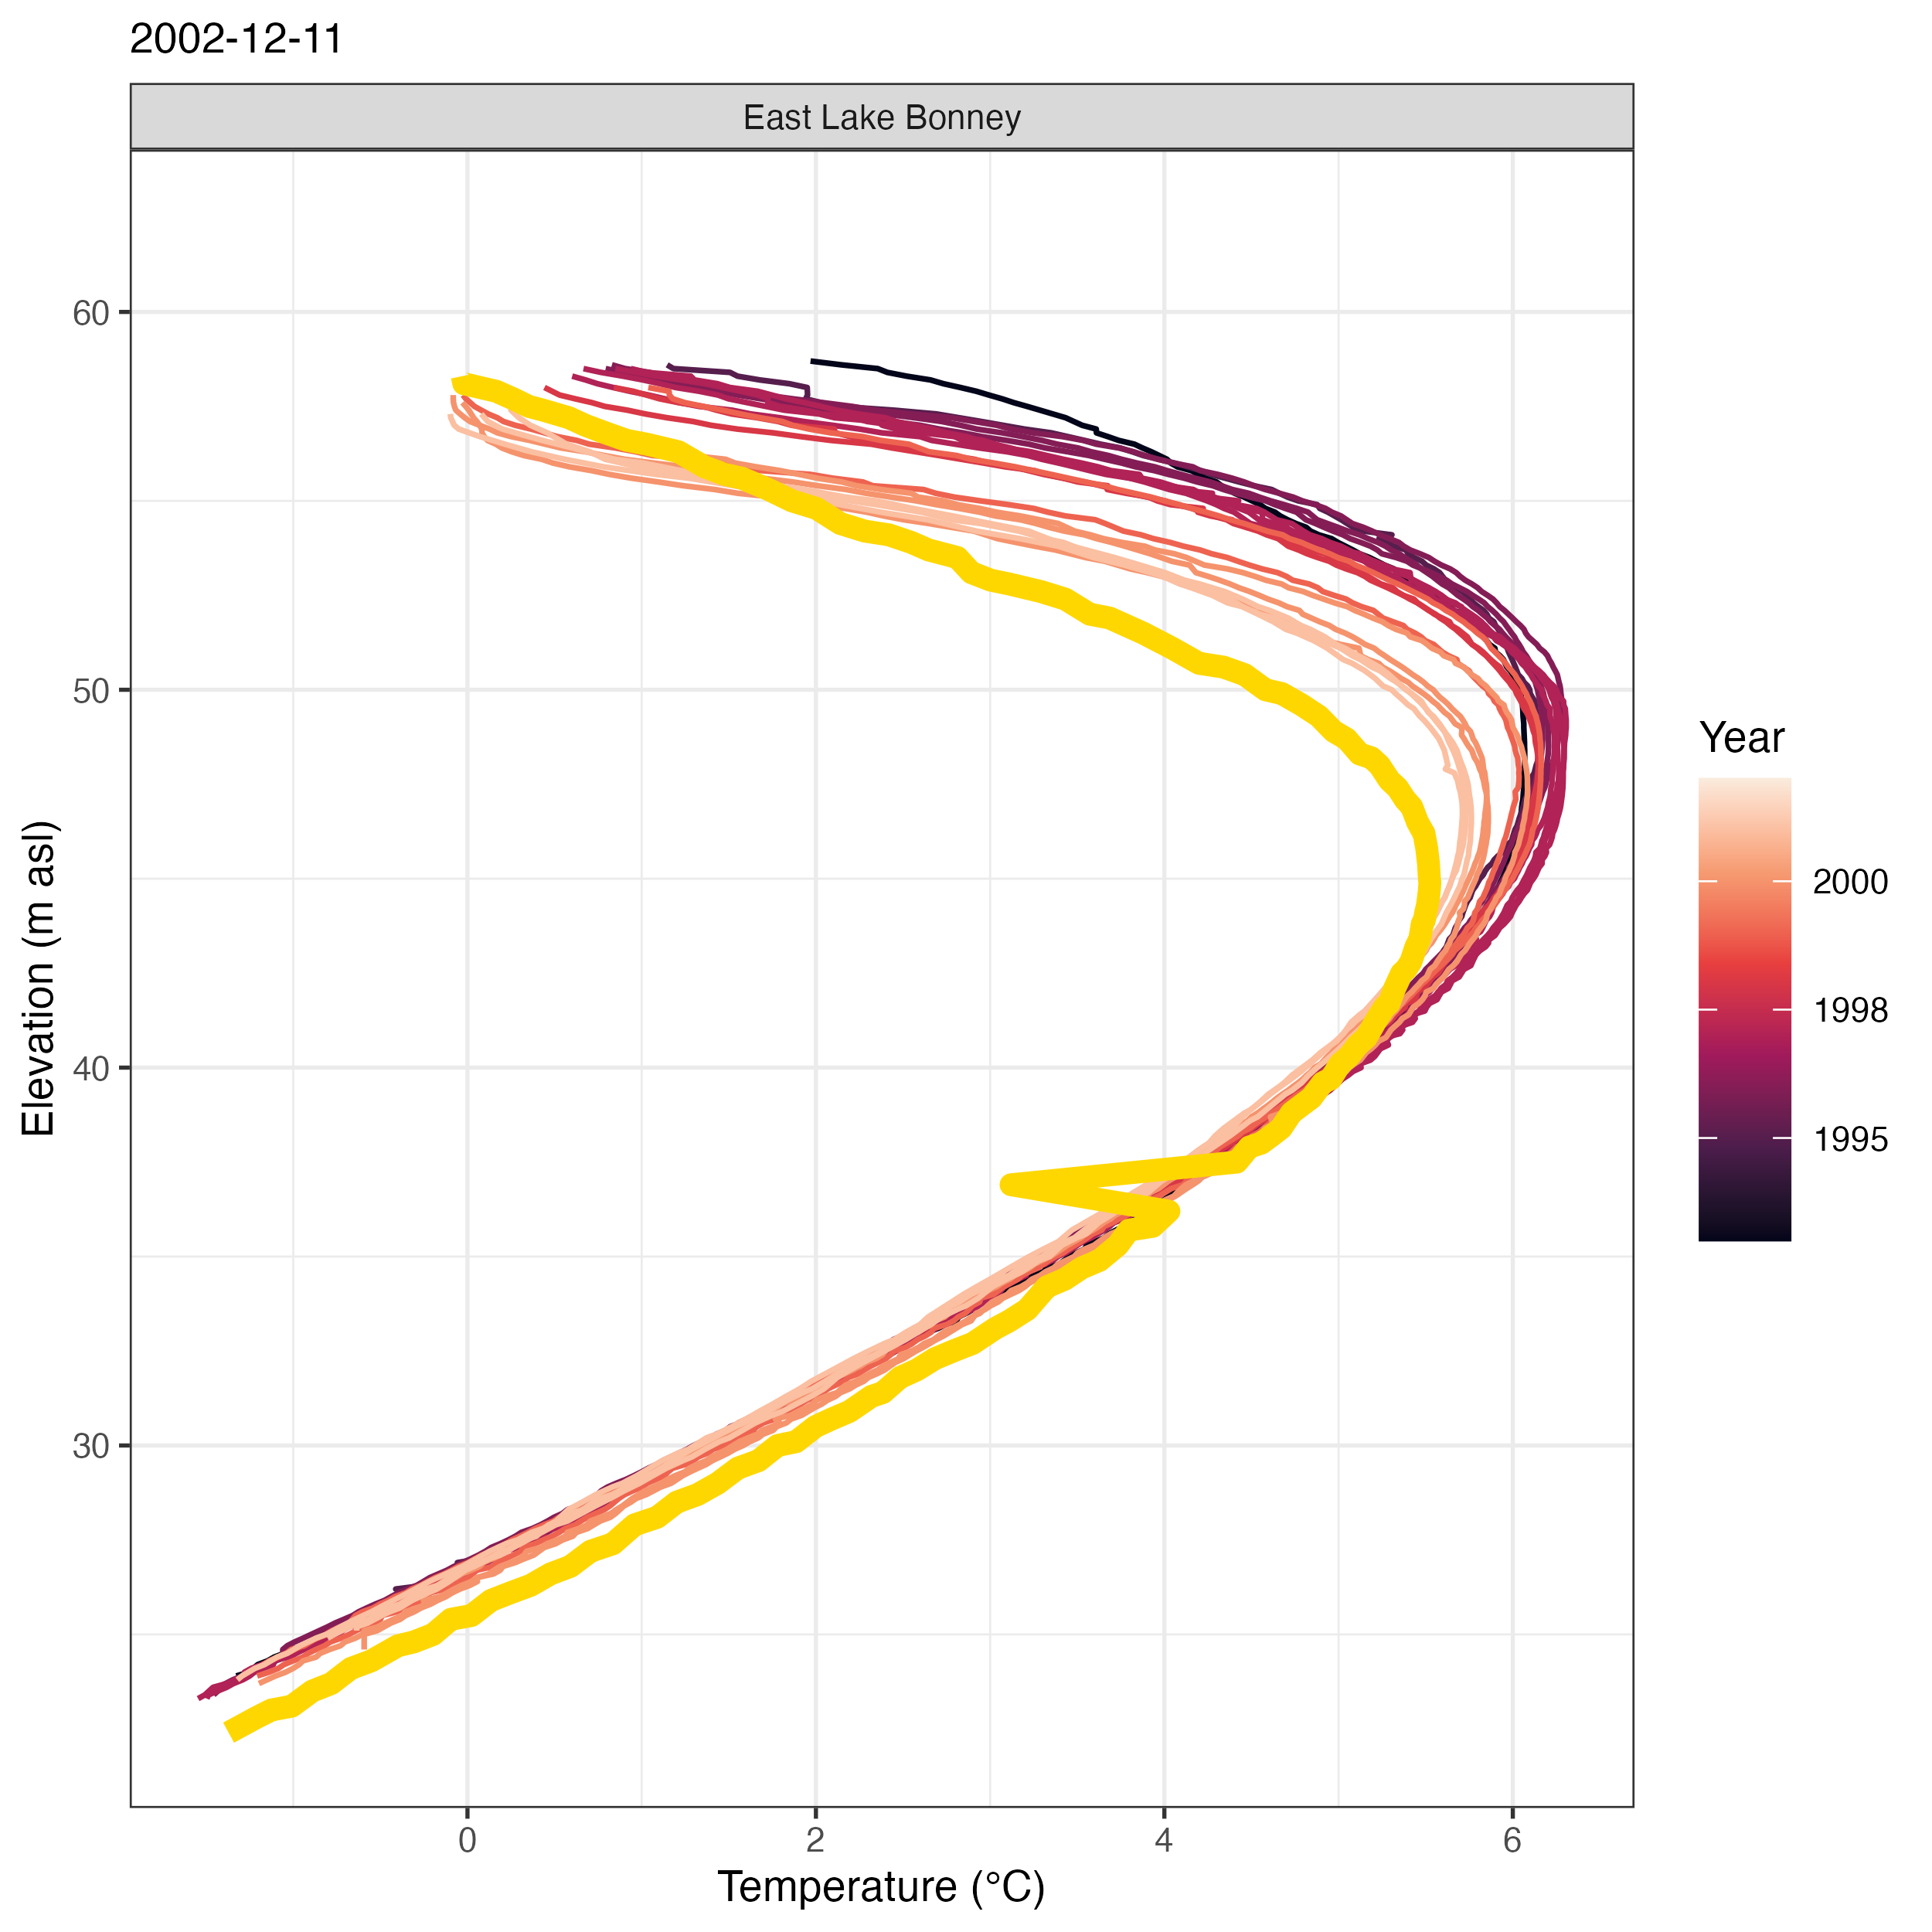 2002-12-11
East Lake Bonney
60
50
40
30
Elevation (m asl)
0 2 4 6
Temperature (°C)
Year
2000
1998
1995